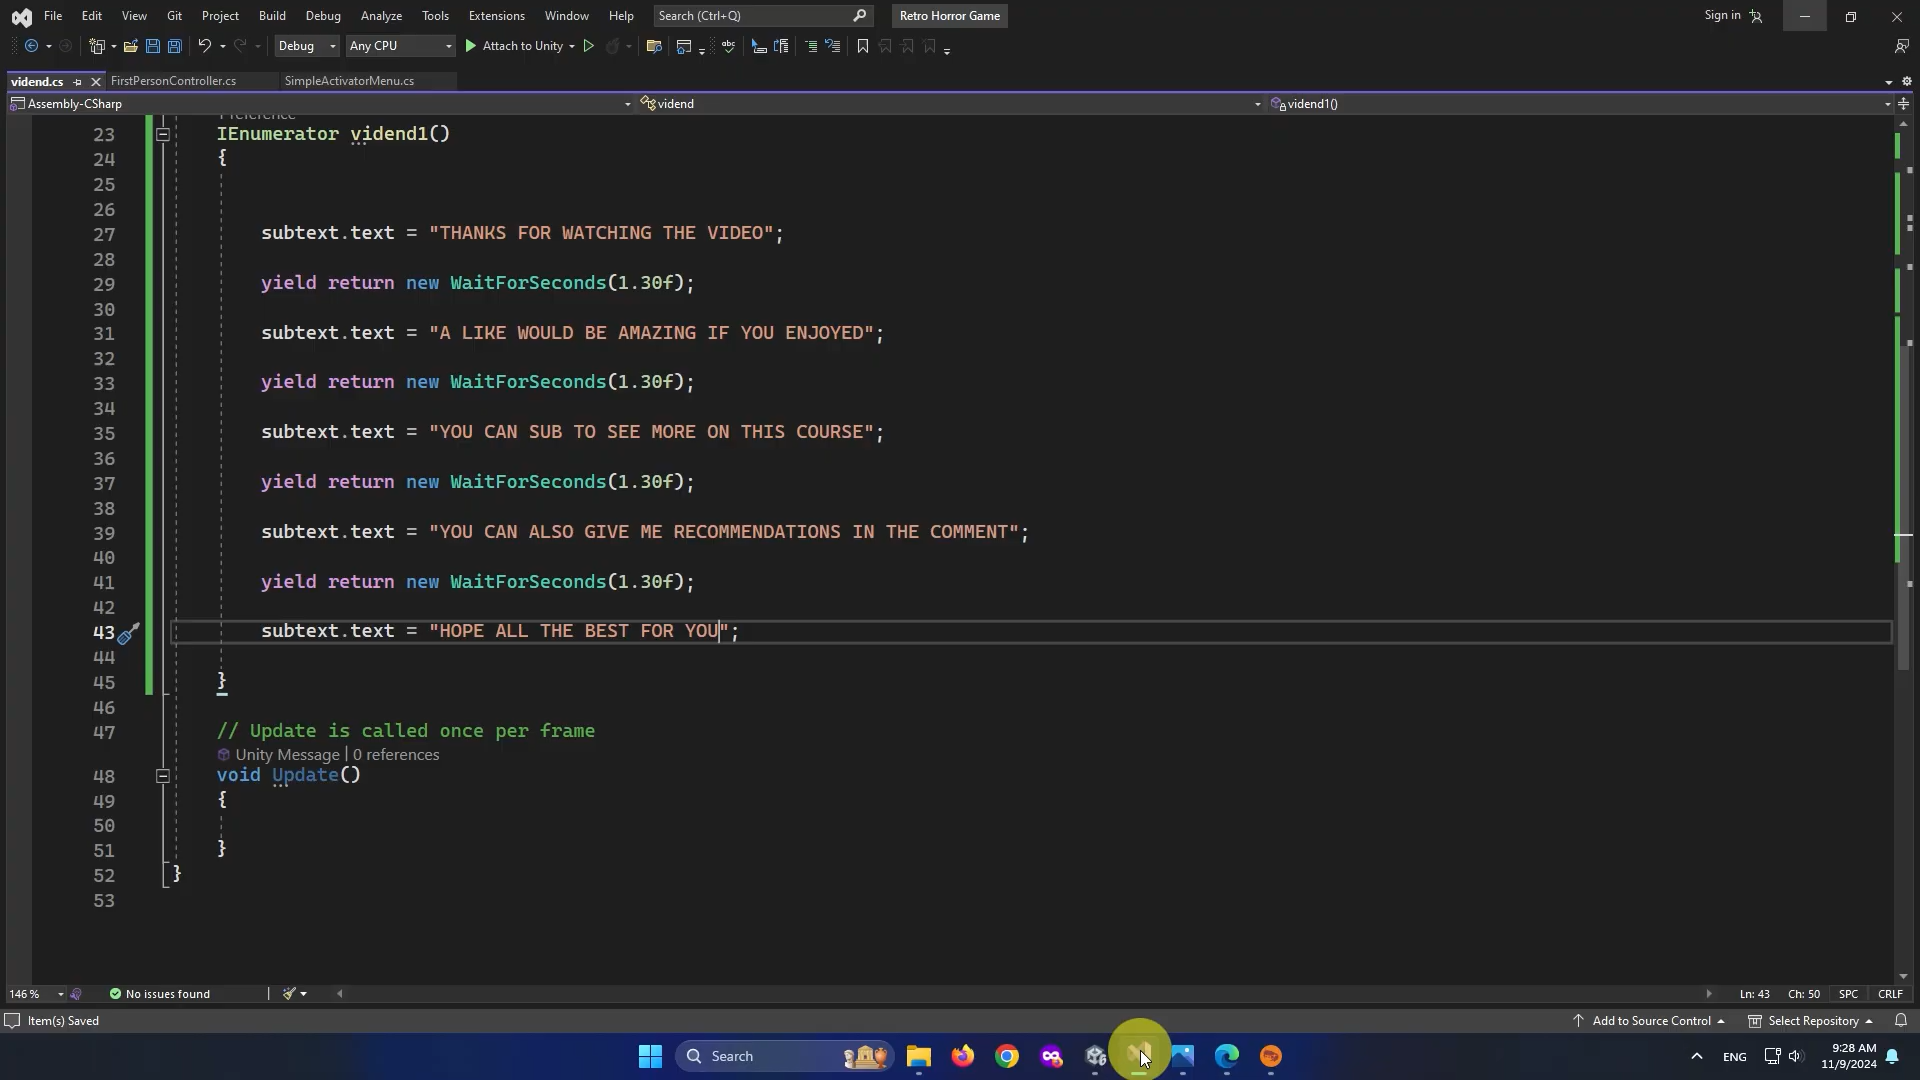 File Edit View Git Project Build Debug Analyze Tools Extensions Window Help Search (Ctrl+Q) Retro Horror Game Sign in
Debug Any CPU Attach to Unity
vidend.cs FirstPersonController.cs SimpleActivatorMenu.cs
Assembly-CSharp vidend vidend1()
23 IEnumerator vidend1()
24 {
25
26
27 subtext.text = "THANKS FOR WATCHING THE VIDEO";
28
29 yield return new WaitForSeconds(1.30f);
30
31 subtext.text = "A LIKE WOULD BE AMAZING IF YOU ENJOYED";
32
33 yield return new WaitForSeconds(1.30f);
34
35 subtext.text = "YOU CAN SUB TO SEE MORE ON THIS COURSE";
36
37 yield return new WaitForSeconds(1.30f);
38
39 subtext.text = "YOU CAN ALSO GIVE ME RECOMMENDATIONS IN THE COMMENT";
40
41 yield return new WaitForSeconds(1.30f);
42
43 subtext.text = "HOPE ALL THE BEST FOR YOU";
44
45 }
46
47 // Update is called once per frame
Unity Message | 0 references
48 void Update()
49 {
50
51 }
52 }
53
146 % No issues found Ln: 43 Ch: 50 SPC CRLF
Item(s) Saved Add to Source Control Select Repository
Search ENG 9:28 AM
11/9/2024